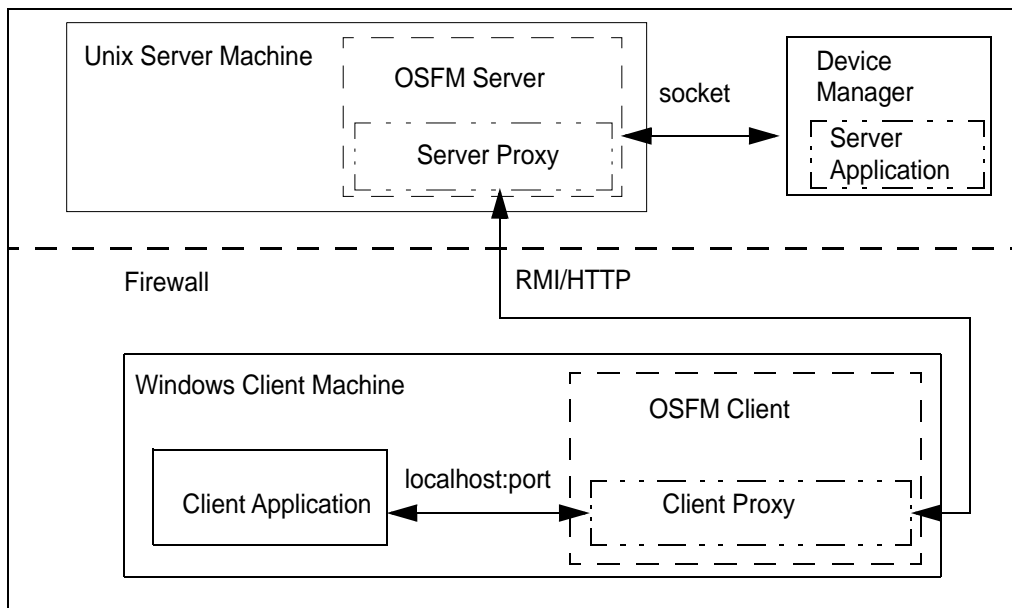 Unix Server Machine
OSFM Server
Server Proxy
socket
Device
Manager
Server
Application
Firewall
RMI/HTTP
Windows Client Machine
OSFM Client
Client Application
localhost:port
Client Proxy